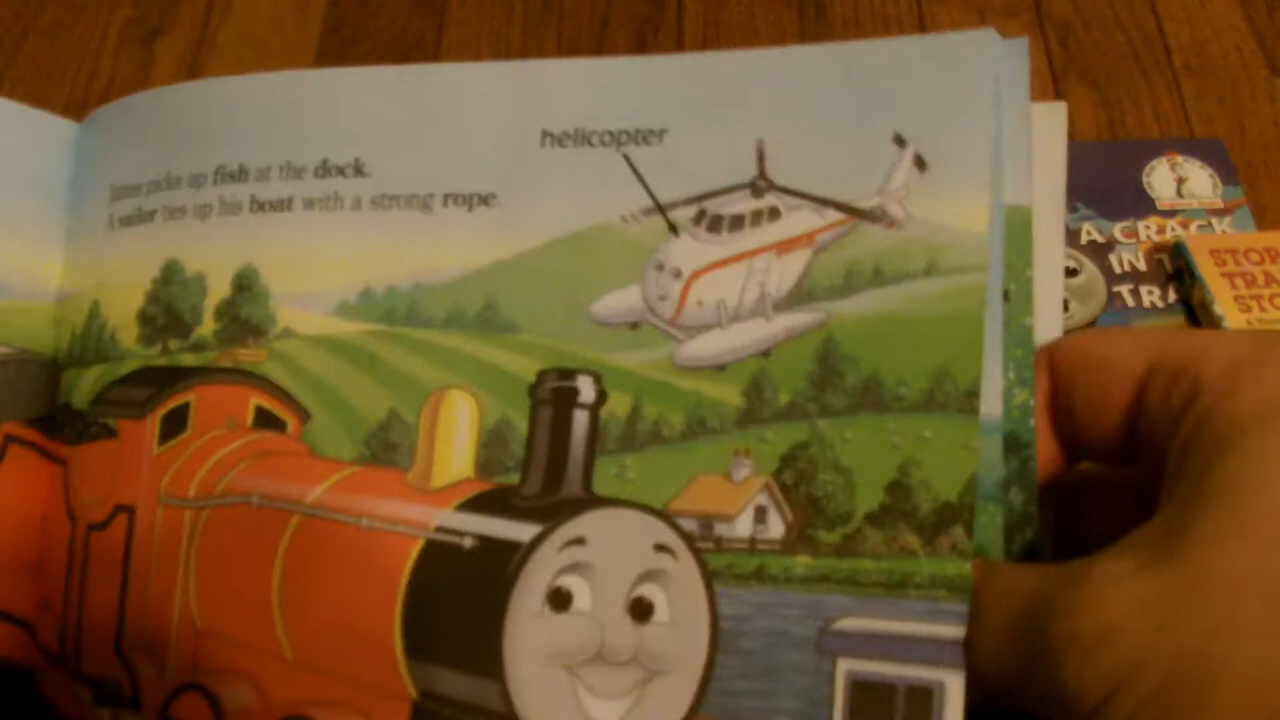 helicopter
James picks up fish at the dock.
A sailor ties up his boat with a strong rope.
A CRACK
IN T
TRA
STOP
TRA
STO